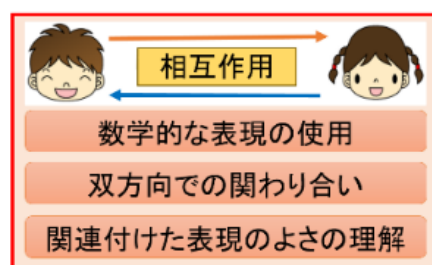 相互作用
数学的な表現の使用
双方向での関わり合い
関連付けた表現のよさの理解